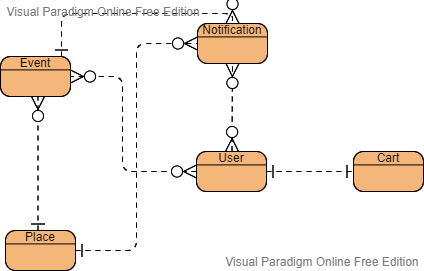 Visual Paradigm Online Free Edition
Notification
Event
User
Cart
Place
Visual Paradigm Online Free Edition